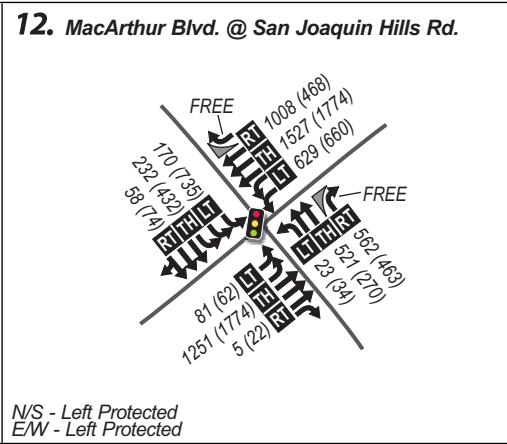 12. MacArthur Blvd. @ San Joaquin Hills Rd.
FREE
RT 1008 (468)
TH 1527 (1774)
LT 629 (660)
170 (735)
232 (432)
58 (74)
RT TH LT
FREE
LT TH RT
562 (463)
521 (270)
23 (34)
81 (62) LT
1251 (1774) TH
5 (22) RT
N/S - Left Protected
E/W - Left Protected